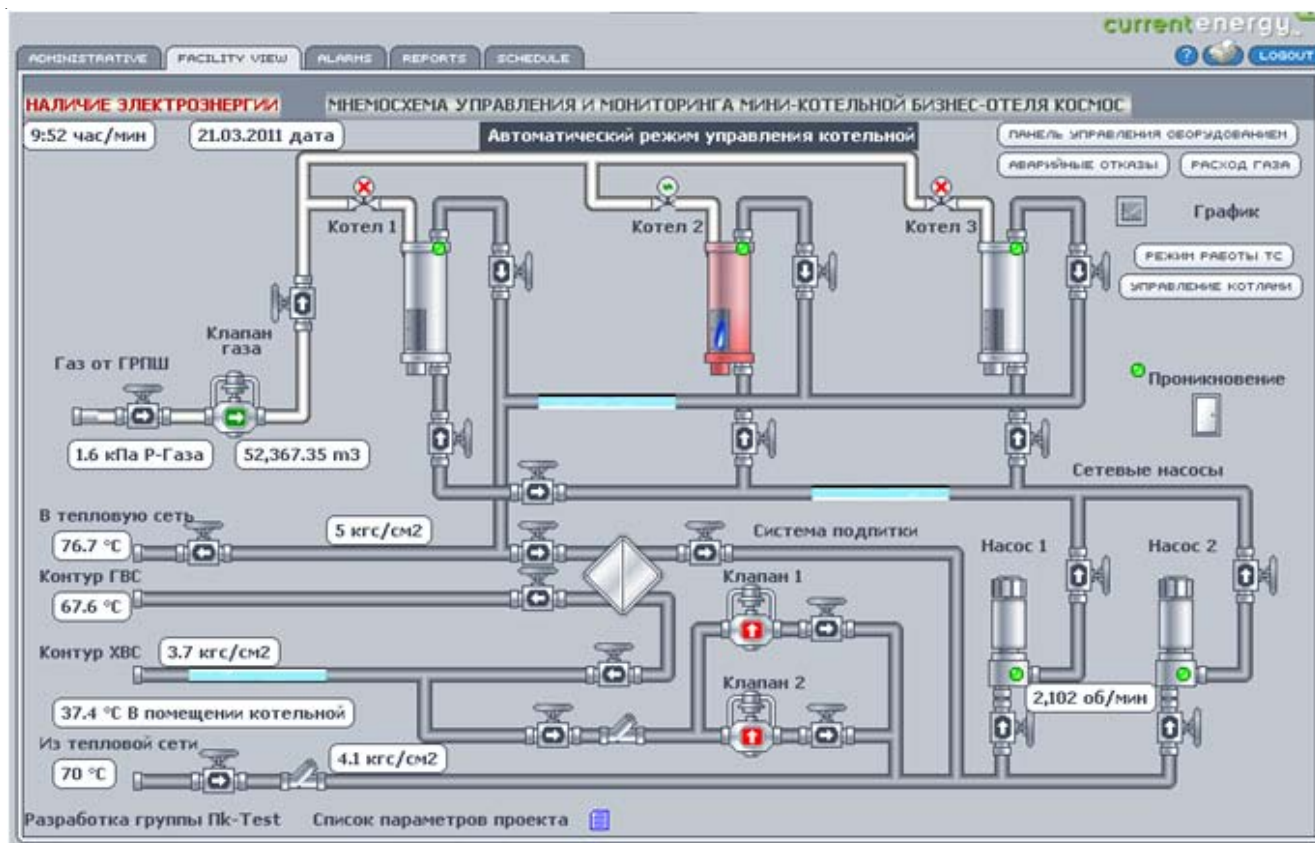 currentenergy
ADMINISTRATIVE FACILITY VIEW ALARMS REPORTS SCHEDULE ? LOGOUT
НАЛИЧИЕ ЭЛЕКТРОЭНЕРГИИ МНЕМОСХЕМА УПРАВЛЕНИЯ И МОНИТОРИНГА МИНИ-КОТЕЛЬНОЙ БИЗНЕС-ОТЕЛЯ КОСМОС
9:52 час/мин 21.03.2011 дата Автоматический режим управления котельной ПАНЕЛЬ УПРАВЛЕНИЯ ОБОРУДОВАНИЕМ
АВАРИЙНЫЕ ОТКАЗЫ РАСХОД ГАЗА
Котел 1 Котел 2 Котел 3 График
РЕЖИМ РАБОТЫ ТС
УПРАВЛЕНИЕ КОТЛАМИ
Клапан
газа
Газ от ГРПШ
Проникновение
1.6 кПа Р-Газа 52,367.35 m3
Сетевые насосы
В тепловую сеть
5 кгс/см2 Система подпитки
76.7 °C Насос 1 Насос 2
Контур ГВС Клапан 1
67.6 °C
Контур ХВС 3.7 кгс/см2
Клапан 2
2,102 об/мин
37.4 °C В помещении котельной
Из тепловой сети
4.1 кгс/см2
70 °C
Разработка группы Пк-Test Список параметров проекта